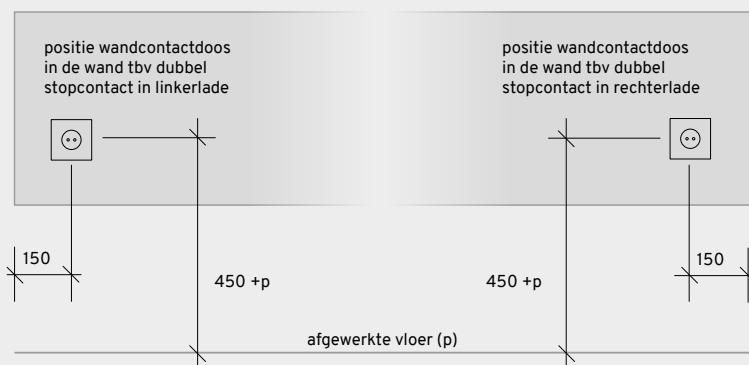 positie wandcontactdoos
in de wand tbv dubbel
stopcontact in linkerlade
positie wandcontactdoos
in de wand tbv dubbel
stopcontact in rechterlade
150
450 +p
450 +p
150
afgewerkte vloer (p)